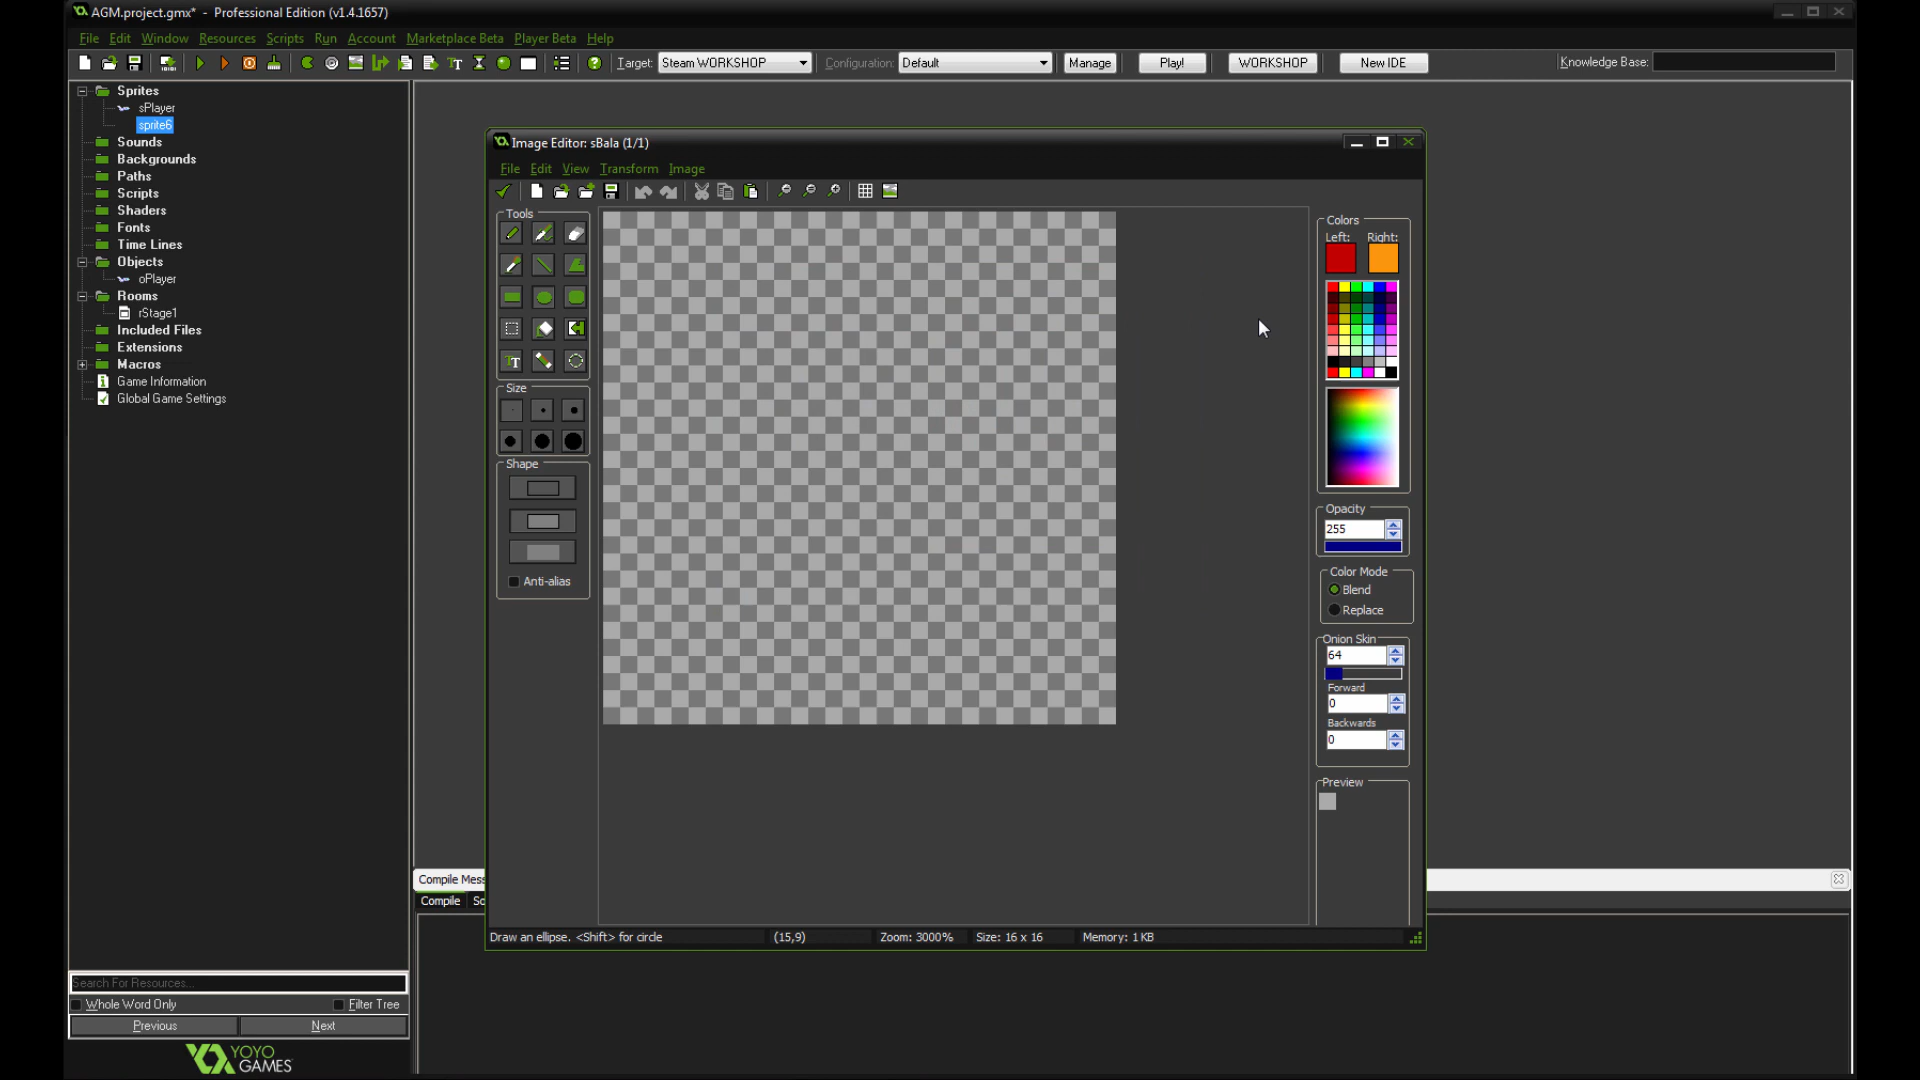 AGM.project.gmx* - Professional Edition (v1.4.1657)
File Edit Window Resources Scripts Run Account Marketplace Beta Player Beta Help
Target: Steam WORKSHOP Configuration: Default Manage Play! WORKSHOP New IDE Knowledge Base:
Sprites
sPlayer
sprite6
Sounds
Backgrounds
Paths
Scripts
Shaders
Fonts
Time Lines
Objects
oPlayer
Rooms
rStage1
Included Files
Extensions
Macros
Game Information
Global Game Settings
Search For Resources...
Whole Word Only Filter Tree
Previous Next
YOYO
GAMES
Image Editor: sBala (1/1)
File Edit View Transform Image
Tools
Size
Shape
Anti-alias
Colors
Left: Right:
Opacity
255
Color Mode
Blend
Replace
Onion Skin
64
Forward
0
Backwards
0
Preview
Draw an ellipse. <Shift> for circle (15,9) Zoom: 3000% Size: 16 x 16 Memory: 1 KB
Compile Mess
Compile